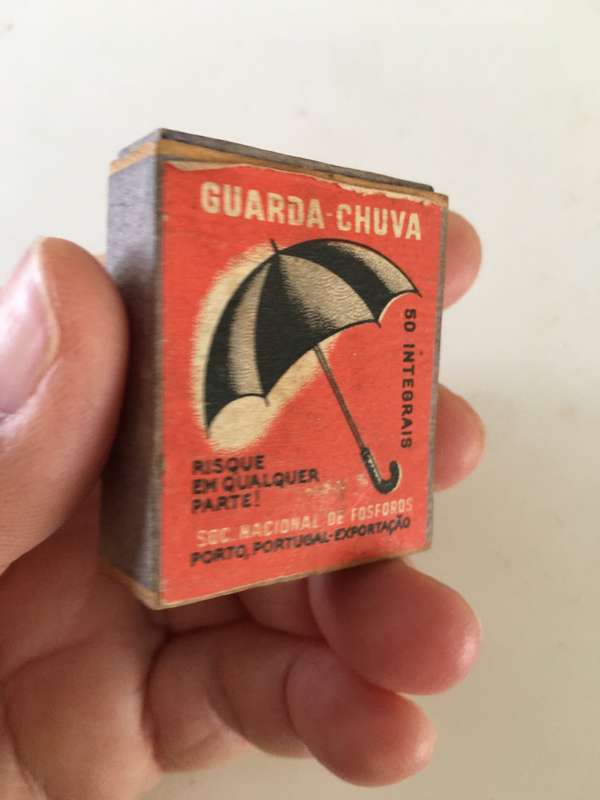 GUARDA-CHUVA
50 INTEGRAIS
RISQUE
EM QUALQUER
PARTE!
SOC. NACIONAL DE FOSFOROS
PORTO, PORTUGAL-EXPORTAÇÃO